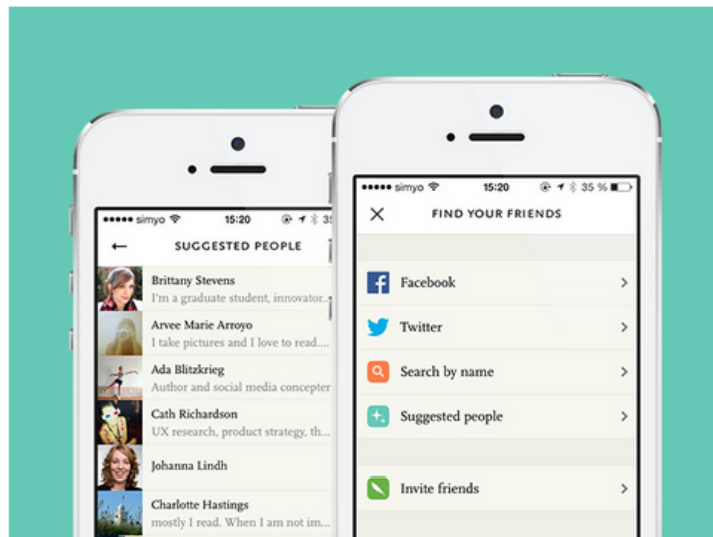 simyo 15:20 35
SUGGESTED PEOPLE
Brittany Stevens
I'm a graduate student, innovator...
Arvee Marie Arroyo
I take pictures and I love to read....
Ada Blitzkrieg
Author and social media concepter
Cath Richardson
UX research, product strategy, th...
Johanna Lindh
Charlotte Hastings
mostly I read. When I am not im...
simyo 15:20 35 %
FIND YOUR FRIENDS
Facebook
Twitter
Search by name
Suggested people
Invite friends